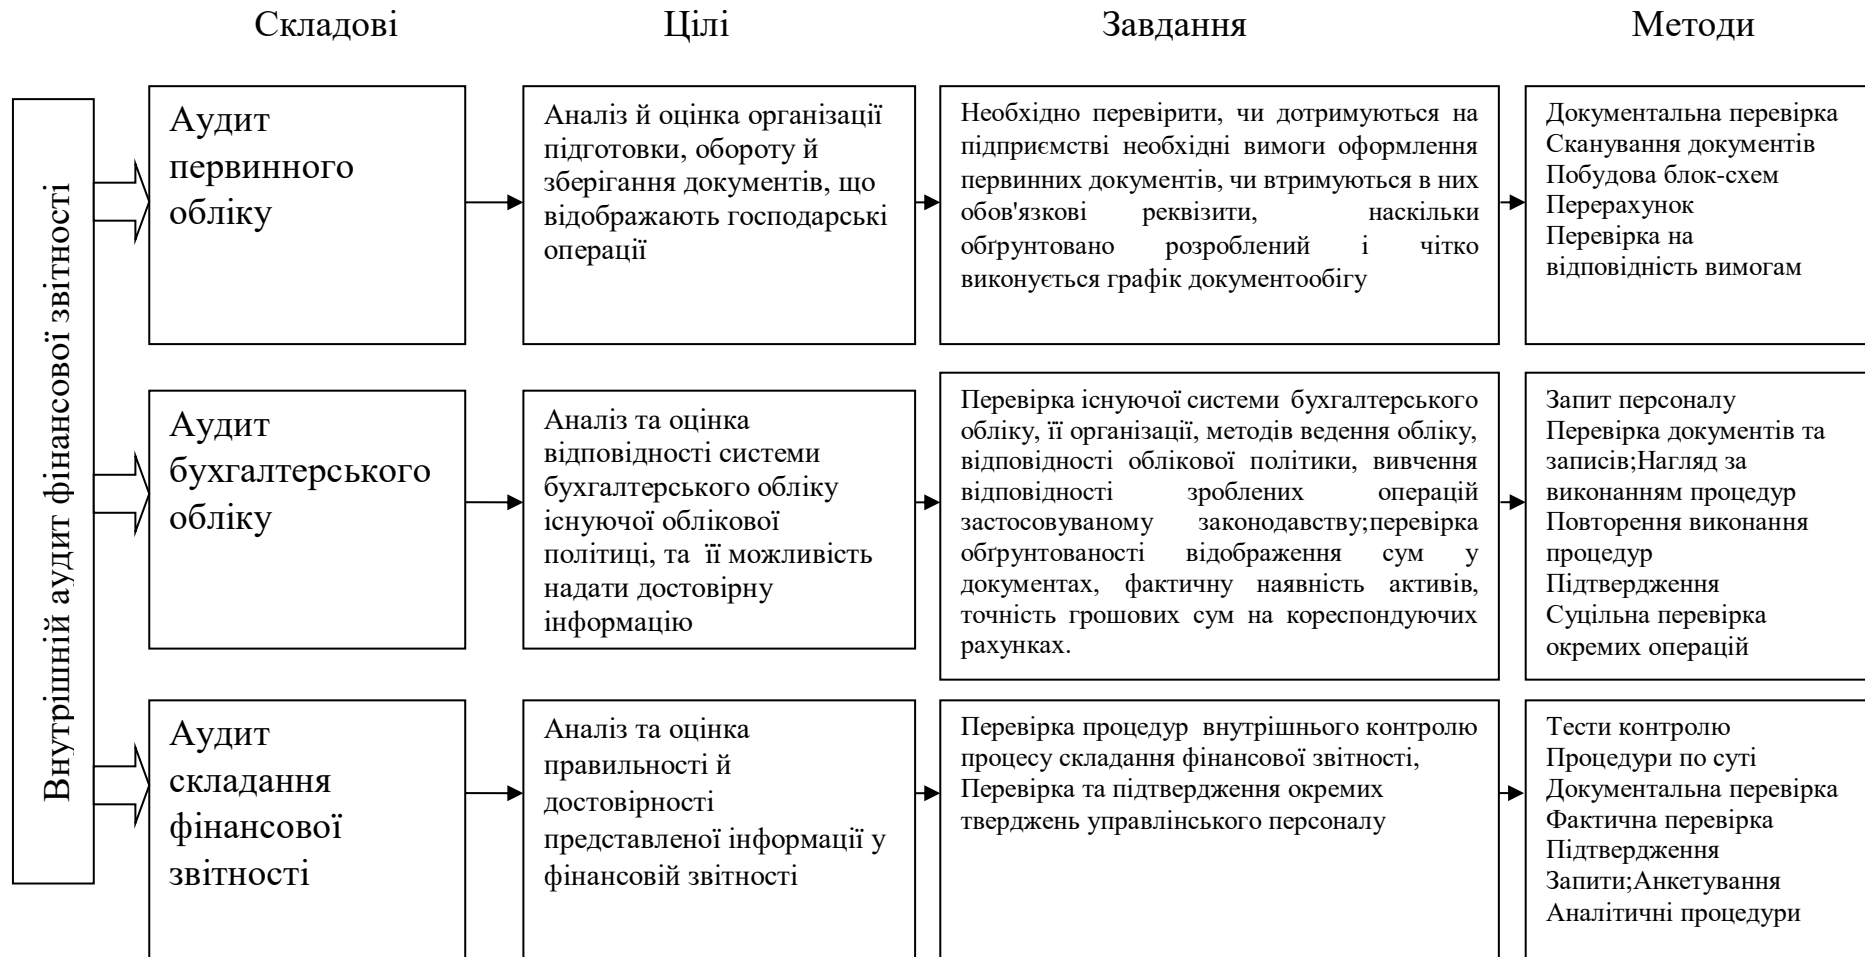 Складові
Цілі
Завдання
Методи
Внутрішній аудит фінансової звітності
Аудит
первинного
обліку
Аналіз й оцінка організації
підготовки, обороту й
зберігання документів, що
відображають господарські
операції
Необхідно перевірити, чи дотримуються на
підприємстві необхідні вимоги оформлення
первинних документів, чи втримуються в них
обов'язкові реквізити, наскільки
обґрунтовано розроблений і чітко
виконується графік документообігу
Документальна перевірка
Сканування документів
Побудова блок-схем
Перерахунок
Перевірка на
відповідність вимогам
Аудит
бухгалтерського
обліку
Аналіз та оцінка
відповідності системи
бухгалтерського обліку
існуючої облікової
політиці, та її можливість
надати достовірну
інформацію
Перевірка існуючої системи бухгалтерського
обліку, її організації, методів ведення обліку,
відповідності облікової політики, вивчення
відповідності зроблених операцій
застосовуваному законодавству;перевірка
обґрунтованості відображення сум у
документах, фактичну наявність активів,
точність грошових сум на кореспондуючих
рахунках.
Запит персоналу
Перевірка документів та
записів;Нагляд за
виконанням процедур
Повторення виконання
процедур
Підтвердження
Суцільна перевірка
окремих операцій
Аудит
складання
фінансової
звітності
Аналіз та оцінка
правильності й
достовірності
представленої інформації у
фінансовій звітності
Перевірка процедур внутрішнього контролю
процесу складання фінансової звітності,
Перевірка та підтвердження окремих
тверджень управлінського персоналу
Тести контролю
Процедури по суті
Документальна перевірка
Фактична перевірка
Підтвердження
Запити;Анкетування
Аналітичні процедури